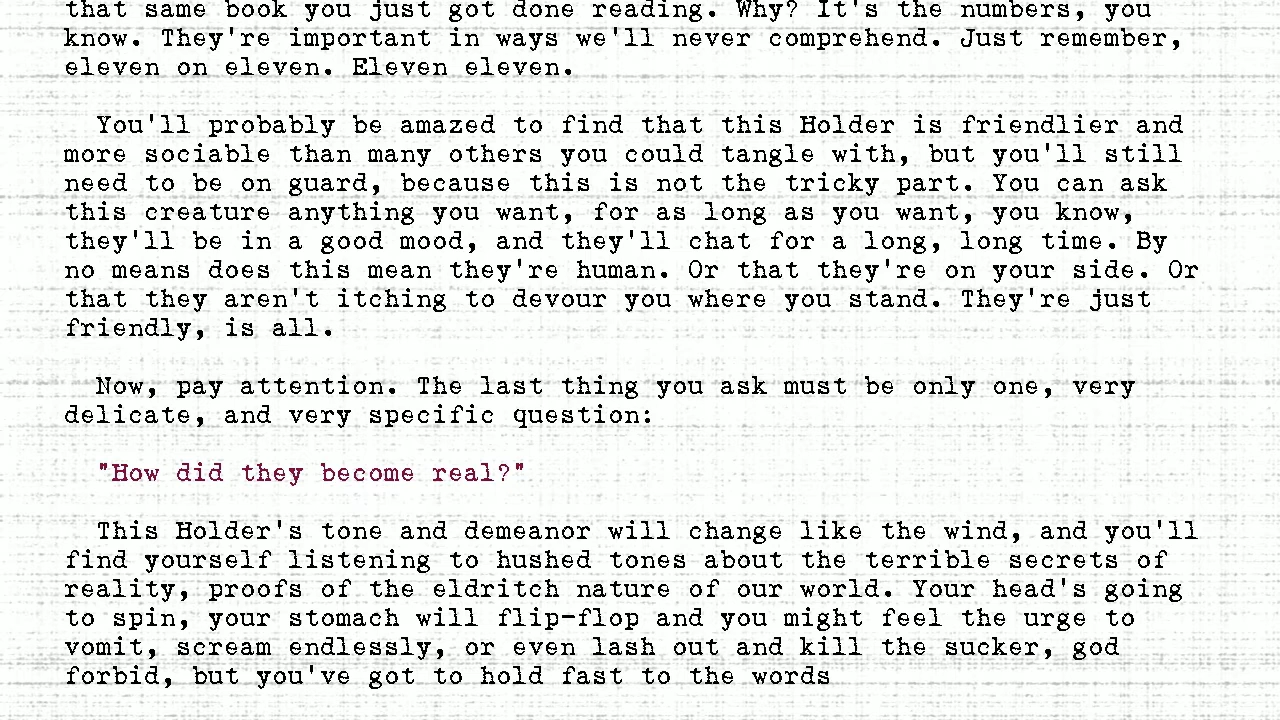 that same book you just got done reading. Why? It's the numbers, you
know. They're important in ways we'll never comprehend. Just remember,
eleven on eleven. Eleven eleven.
You'll probably be amazed to find that this Holder is friendlier and
more sociable than many others you could tangle with, but you'll still
need to be on guard, because this is not the tricky part. You can ask
this creature anything you want, for as long as you want, you know,
they'll be in a good mood, and they'll chat for a long, long time. By
no means does this mean they're human. Or that they're on your side. Or
that they aren't itching to devour you where you stand. They're just
friendly, is all.
Now, pay attention. The last thing you ask must be only one, very
delicate, and very specific question:
"How did they become real?"
This Holder's tone and demeanor will change like the wind, and you'll
find yourself listening to hushed tones about the terrible secrets of
reality, proofs of the eldritch nature of our world. Your head's going
to spin, your stomach will flip-flop and you might feel the urge to
vomit, scream endlessly, or even lash out and kill the sucker, god
forbid, but you've got to hold fast to the words